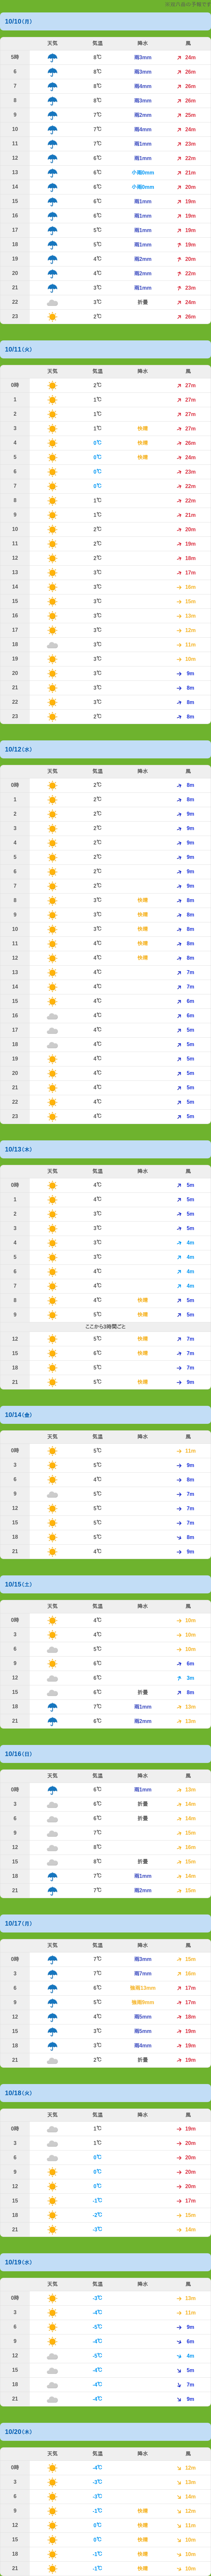 10/10(月)
天気 気温 降水 風
5時 8℃ 雨3mm 24m
6 8℃ 雨3mm 26m
7 8℃ 雨4mm 26m
8 8℃ 雨3mm 26m
9 7℃ 雨2mm 25m
10 7℃ 雨4mm 24m
11 7℃ 雨1mm 23m
12 6℃ 雨1mm 22m
13 6℃ 小雨0mm 21m
14 6℃ 小雨0mm 20m
15 6℃ 雨1mm 19m
16 6℃ 雨1mm 19m
17 5℃ 雨1mm 19m
18 5℃ 雨1mm 19m
19 4℃ 雨2mm 20m
20 4℃ 雨2mm 22m
21 3℃ 雨1mm 23m
22 3℃ 折畳 24m
23 2℃ 26m
10/11(火)
天気 気温 降水 風
0時 2℃ 27m
1 1℃ 27m
2 1℃ 27m
3 1℃ 快傑 27m
4 0℃ 快傑 26m
5 0℃ 快傑 24m
6 0℃ 23m
7 0℃ 22m
8 1℃ 22m
9 1℃ 21m
10 2℃ 20m
11 2℃ 19m
12 2℃ 18m
13 3℃ 17m
14 3℃ 16m
15 3℃ 15m
16 3℃ 13m
17 3℃ 12m
18 3℃ 11m
19 3℃ 10m
20 3℃ 9m
21 3℃ 8m
22 3℃ 8m
23 2℃ 8m
10/12(水)
天気 気温 降水 風
0時 2℃ 8m
1 2℃ 8m
2 2℃ 9m
3 2℃ 9m
4 2℃ 9m
5 2℃ 9m
6 2℃ 9m
7 2℃ 9m
8 3℃ 快傑 8m
9 3℃ 快傑 8m
10 3℃ 快傑 8m
11 4℃ 快傑 8m
12 4℃ 快傑 8m
13 4℃ 7m
14 4℃ 7m
15 4℃ 6m
16 4℃ 6m
17 4℃ 5m
18 4℃ 5m
19 4℃ 5m
20 4℃ 5m
21 4℃ 5m
22 4℃ 5m
23 4℃ 5m
10/13(木)
天気 気温 降水 風
0時 4℃ 5m
1 4℃ 5m
2 3℃ 5m
3 3℃ 5m
4 3℃ 4m
5 3℃ 4m
6 4℃ 4m
7 4℃ 4m
8 4℃ 快傑 5m
9 5℃ 快傑 5m
ここから3時間ごと
12 5℃ 快傑 7m
15 6℃ 快傑 7m
18 5℃ 7m
21 5℃ 快傑 9m
10/14(金)
天気 気温 降水 風
0時 5℃ 11m
3 5℃ 9m
6 4℃ 8m
9 5℃ 7m
12 5℃ 7m
15 5℃ 7m
18 5℃ 8m
21 4℃ 9m
10/15(土)
天気 気温 降水 風
0時 4℃ 10m
3 4℃ 10m
6 5℃ 10m
9 6℃ 6m
12 6℃ 3m
15 6℃ 折畳 8m
18 7℃ 雨1mm 13m
21 6℃ 雨2mm 13m
10/16(日)
天気 気温 降水 風
0時 6℃ 雨1mm 13m
3 6℃ 折畳 14m
6 6℃ 折畳 14m
9 7℃ 15m
12 8℃ 16m
15 8℃ 折畳 15m
18 7℃ 雨1mm 14m
21 7℃ 雨2mm 15m
10/17(月)
天気 気温 降水 風
0時 7℃ 雨3mm 15m
3 7℃ 雨7mm 16m
6 6℃ 強雨13mm 17m
9 5℃ 強雨9mm 17m
12 4℃ 雨5mm 18m
15 3℃ 雨5mm 19m
18 3℃ 雨4mm 19m
21 2℃ 折畳 19m
10/18(火)
天気 気温 降水 風
0時 1℃ 19m
3 1℃ 20m
6 0℃ 20m
9 0℃ 20m
12 0℃ 20m
15 -1℃ 17m
18 -2℃ 15m
21 -3℃ 14m
10/19(水)
天気 気温 降水 風
0時 -3℃ 13m
3 -4℃ 11m
6 -5℃ 9m
9 -4℃ 6m
12 -5℃ 4m
15 -4℃ 5m
18 -4℃ 7m
21 -4℃ 9m
10/20(木)
天気 気温 降水 風
0時 -4℃ 12m
3 -3℃ 13m
6 -3℃ 14m
9 -1℃ 快傑 12m
12 0℃ 快傑 11m
15 0℃ 快傑 10m
18 -1℃ 快傑 10m
21 -1℃ 快傑 10m